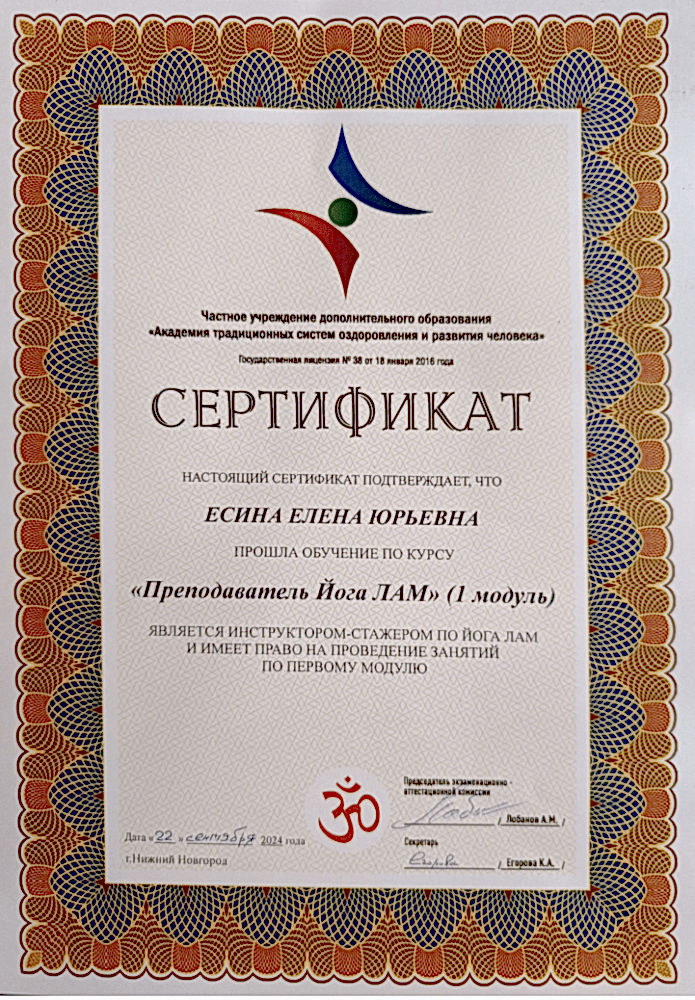 Частное учреждение дополнительного образования
«Академия традиционных систем оздоровления и развития человека»
Государственная лицензия № 38 от 18 января 2016 года
СЕРТИФИКАТ
НАСТОЯЩИЙ СЕРТИФИКАТ ПОДТВЕРЖДАЕТ, ЧТО
ЕСИНА ЕЛЕНА ЮРЬЕВНА
ПРОШЛА ОБУЧЕНИЕ ПО КУРСУ
«Преподаватель Йога ЛАМ» (1 модуль)
ЯВЛЯЕТСЯ ИНСТРУКТОРОМ-СТАЖЕРОМ ПО ЙОГА ЛАМ
И ИМЕЕТ ПРАВО НА ПРОВЕДЕНИЕ ЗАНЯТИЙ
ПО ПЕРВОМУ МОДУЛЮ
ॐ
Председатель экзаменационно -
аттестационной комиссии
/ Лобанов А.М. /
Секретарь
/ Егорова К.А. /
Дата «22 » сентября 2024 года
г.Нижний Новгород